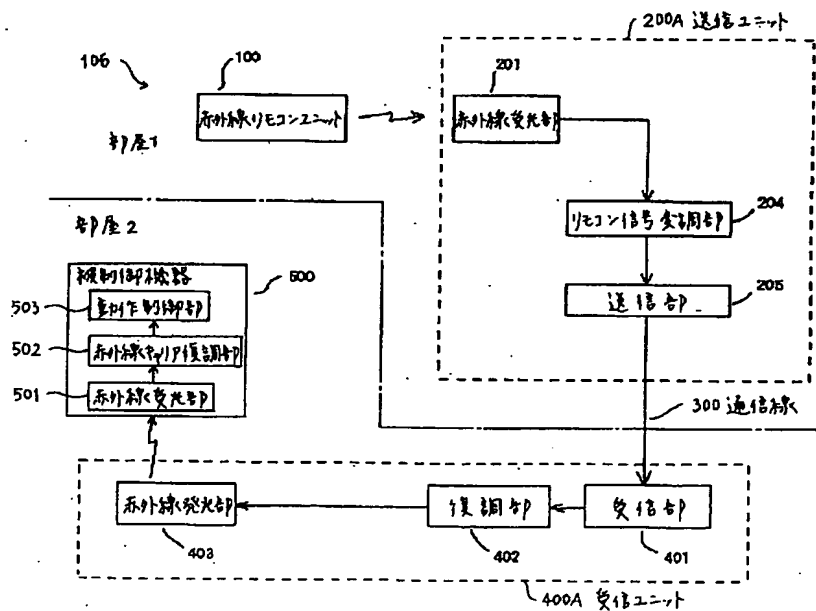 200A 送信ユニット
106
100
赤外線リモコンユニット
201
赤外線受光部
部屋1
リモコン信号変調部
204
部屋2
被制御機器
500
送信部
205
503
動作制御部
502
赤外線キャリア復調部
501
赤外線受光部
300 通信線
赤外線発光部
復調部
受信部
403
402
401
400A 受信ユニット